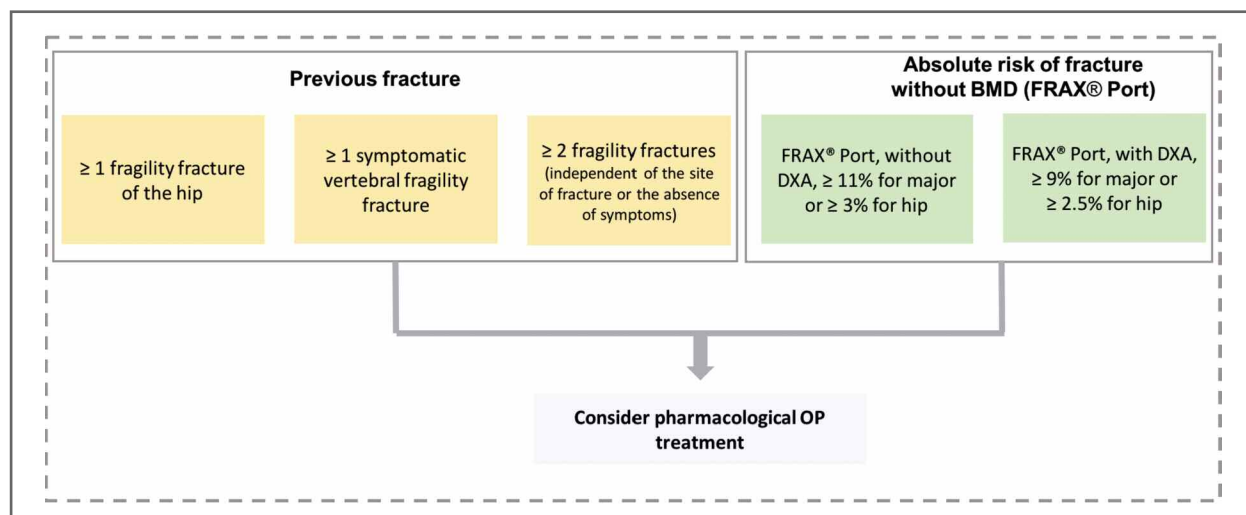 Previous fracture
≥ 1 fragility fracture
of the hip
≥ 1 symptomatic
vertebral fragility
fracture
≥ 2 fragility fractures
(independent of the site
of fracture or the absence
of symptoms)
Absolute risk of fracture
without BMD (FRAX® Port)
FRAX® Port, without
DXA, ≥ 11% for major
or ≥ 3% for hip
FRAX® Port, with DXA,
≥ 9% for major or
≥ 2.5% for hip
Consider pharmacological OP
treatment